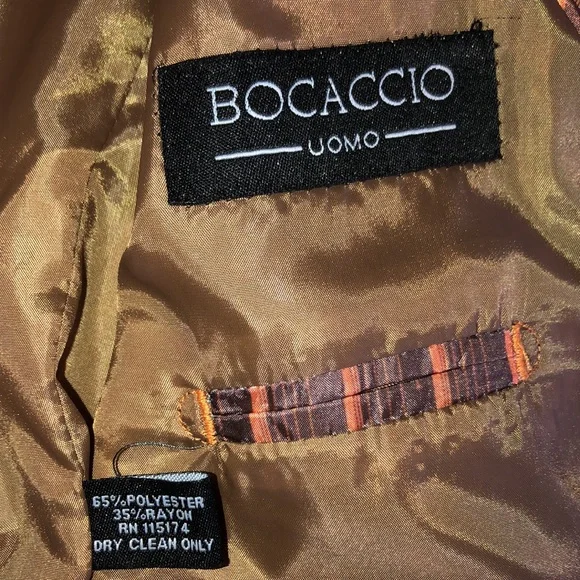 BOCACCIO
UOMO
65%POLYESTER
35%RAYON
RN 115174
DRY CLEAN ONLY